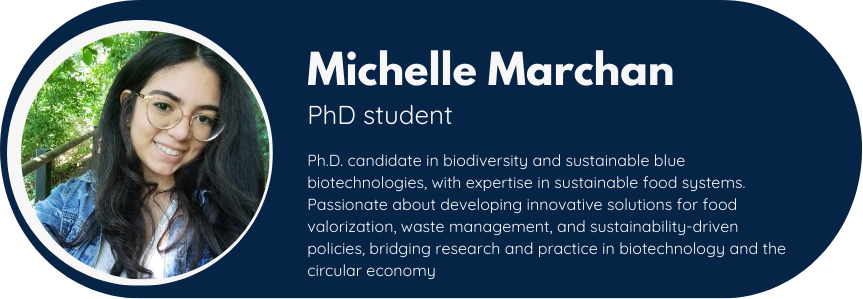 Michelle Marchan
PhD student
Ph.D. candidate in biodiversity and sustainable blue
biotechnologies, with expertise in sustainable food systems.
Passionate about developing innovative solutions for food
valorization, waste management, and sustainability-driven
policies, bridging research and practice in biotechnology and the
circular economy